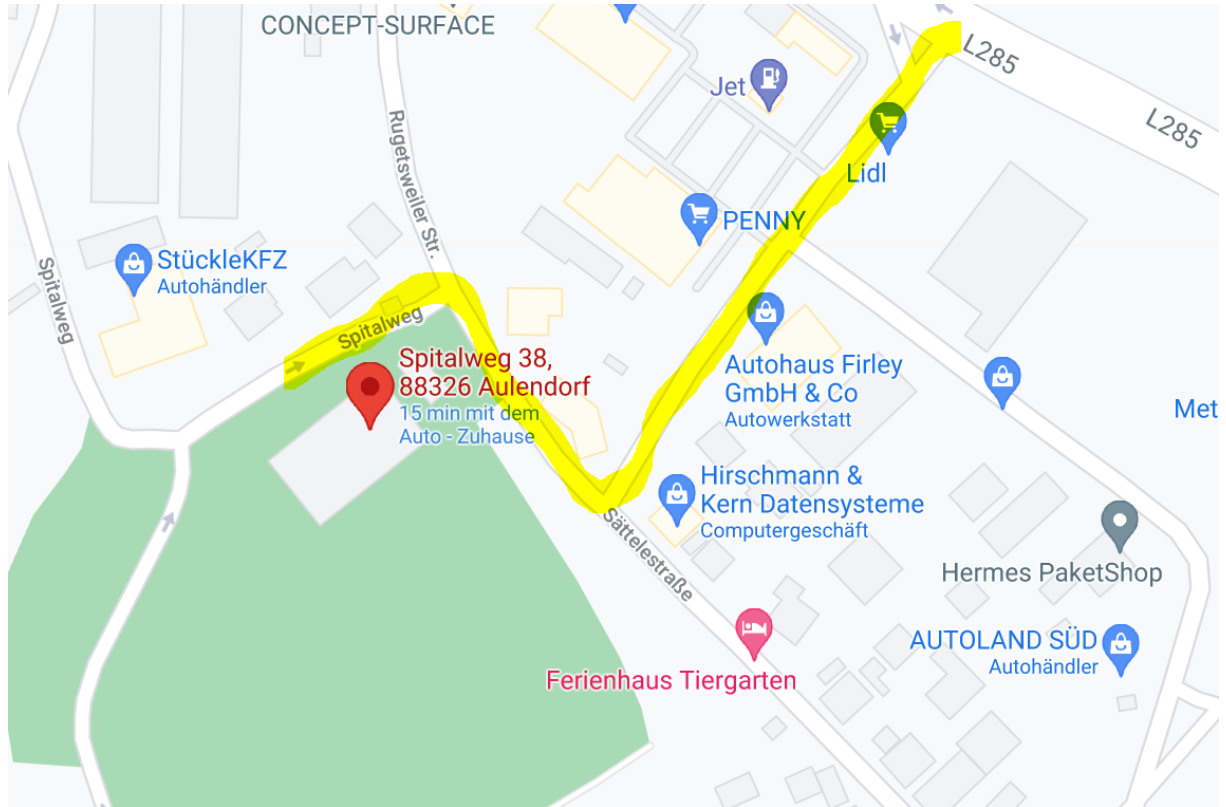 CONCEPT-SURFACE
L285
L285
Jet
Rugetsweiler Str.
Lidl
PENNY
StückleKFZ
Autohändler
Spitalweg
Spitalweg
Spitalweg 38,
88326 Aulendorf
15 min mit dem
Auto - Zuhause
Autohaus Firley
GmbH & Co
Autowerkstatt
Met
Hirschmann &
Kern Datensysteme
Computergeschäft
Sättelestraße
Hermes PaketShop
AUTOLAND SÜD
Autohändler
Ferienhaus Tiergarten